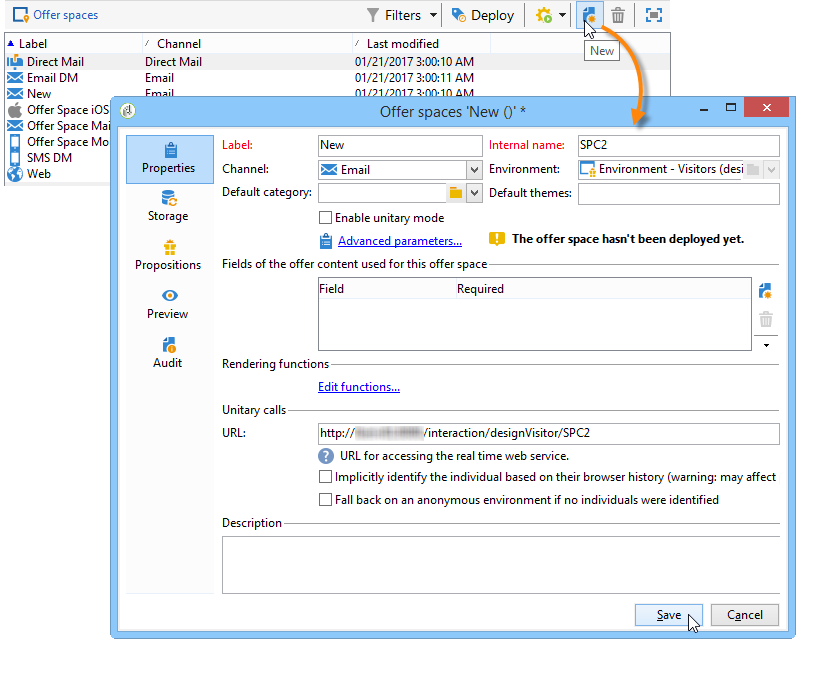 Offer spaces Filters Deploy
Label Channel Last modified New
Direct Mail Direct Mail 01/21/2017 3:00:10 AM
Email DM Email 01/21/2017 3:00:11 AM
New Email 01/21/2017 3:00:10 AM
Offer Space iOS
Offer Space Mai
Offer Space Mo
SMS DM
Web
Offer spaces 'New ()' *
Properties
Storage
Propositions
Preview
Audit
Label: New Internal name: SPC2
Channel: Email Environment: Environment - Visitors (desi
Default category: Default themes:
Enable unitary mode
Advanced parameters... The offer space hasn't been deployed yet.
Fields of the offer content used for this offer space
Field Required
Rendering functions
Edit functions...
Unitary calls
URL: http:// /interaction/designVisitor/SPC2
URL for accessing the real time web service.
Implicitly identify the individual based on their browser history (warning: may affect
Fall back on an anonymous environment if no individuals were identified
Description
Save Cancel